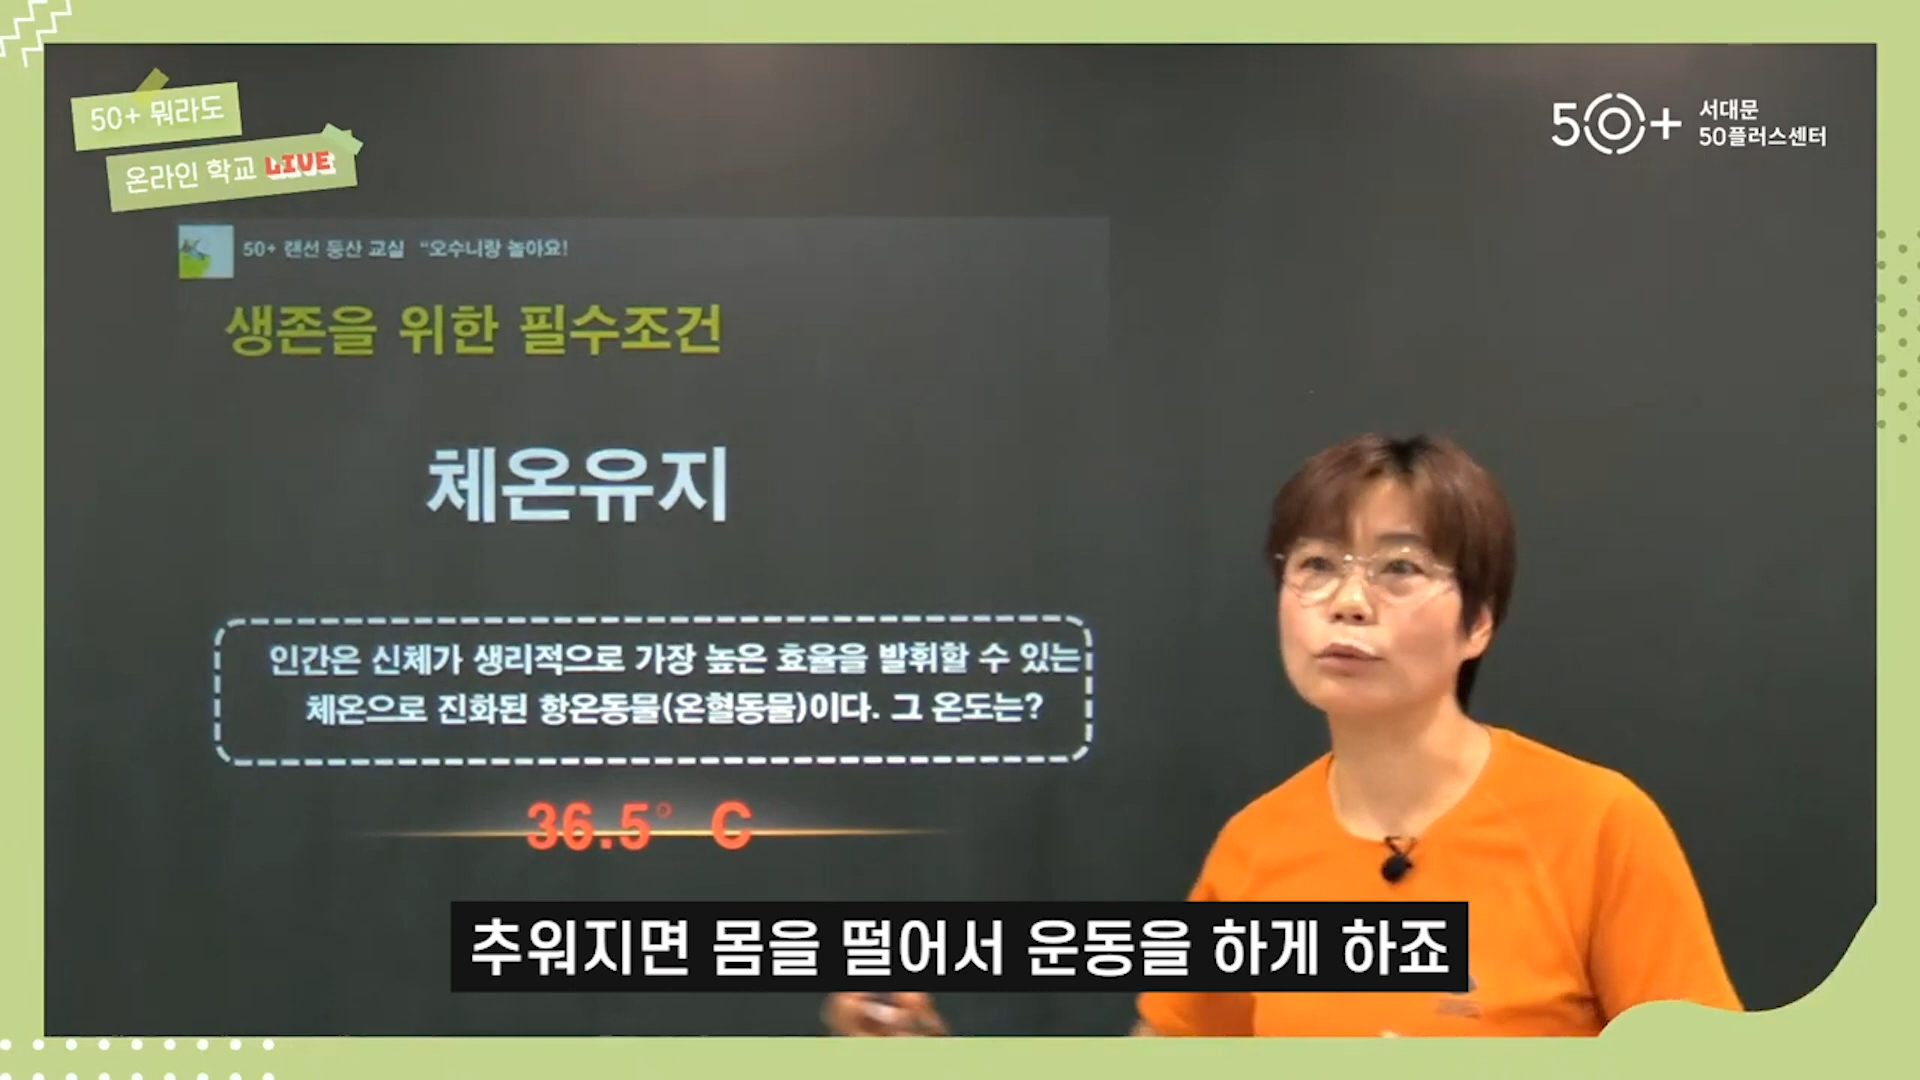 50+ 뭐라도
온라인 학교 LIVE
50+ 서대문
50플러스센터
50+ 랜선 등산 교실 “오수니랑 놀아요!
생존을 위한 필수조건
체온유지
인간은 신체가 생리적으로 가장 높은 효율을 발휘할 수 있는
체온으로 진화된 항온동물(온혈동물)이다. 그 온도는?
36.5° C
추워지면 몸을 떨어서 운동을 하게 하죠